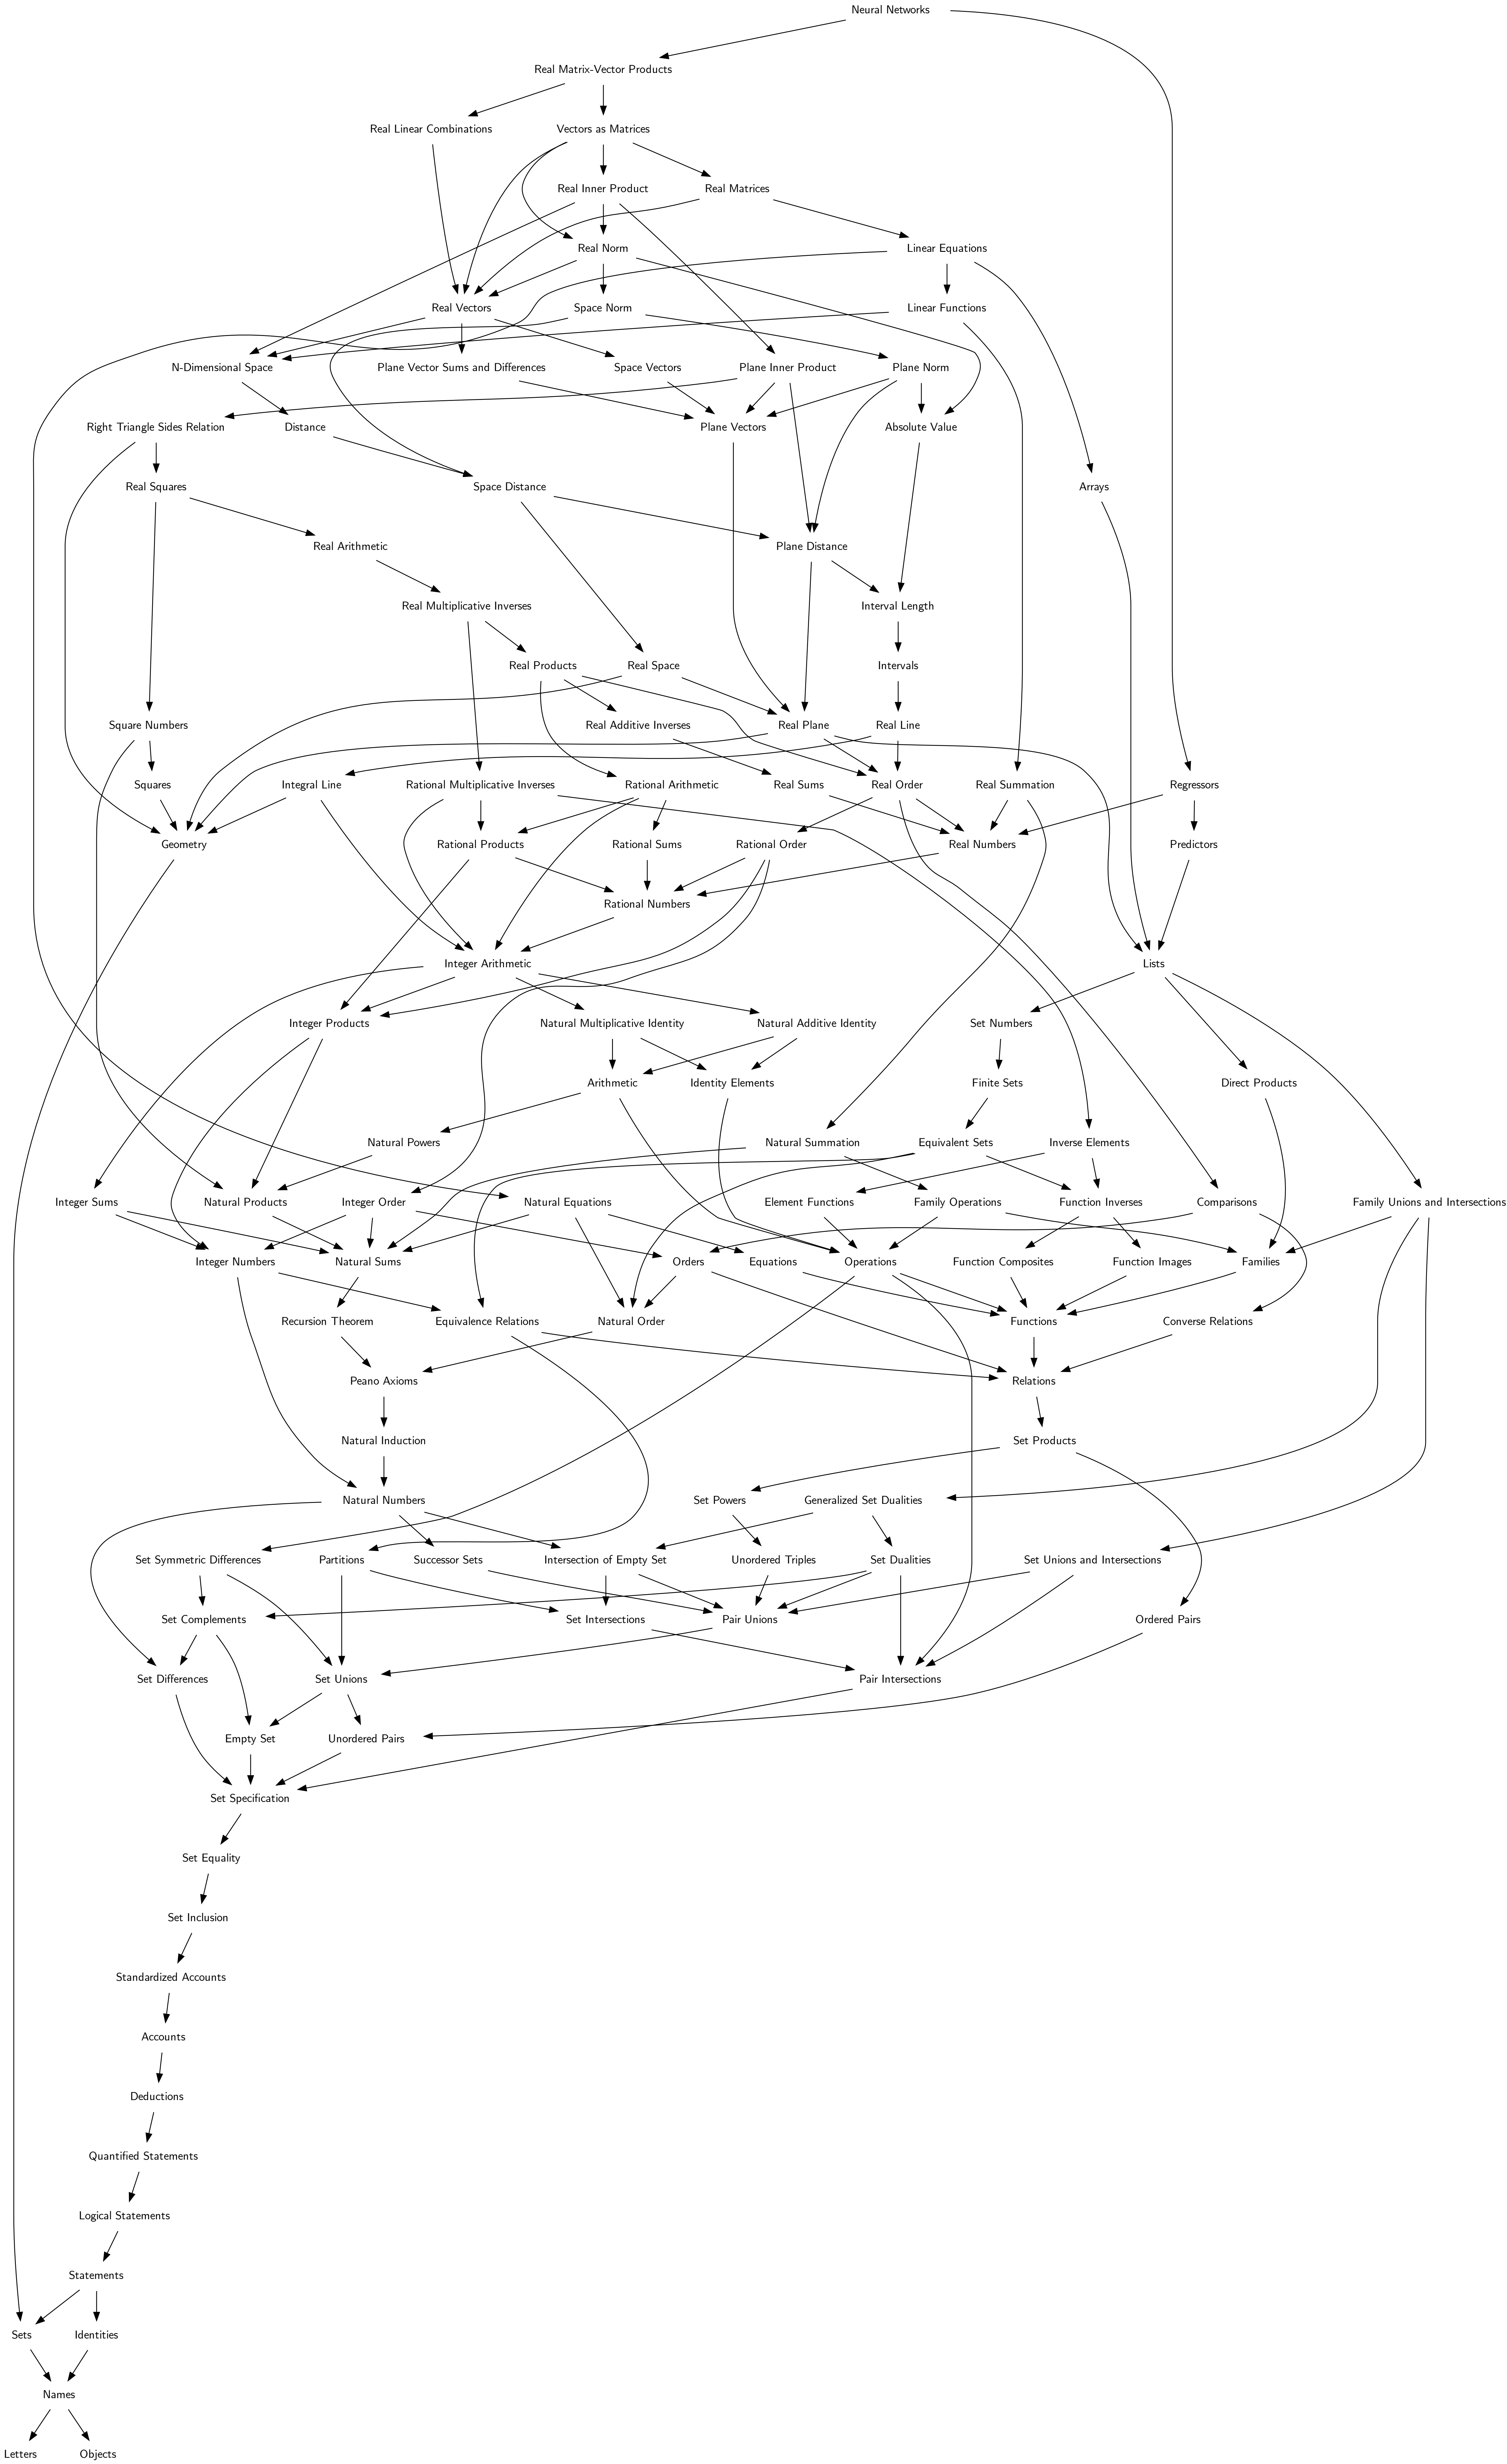 Neural Networks
Real Matrix-Vector Products
Real Linear Combinations
Vectors as Matrices
Real Inner Product
Real Matrices
Real Norm
Linear Equations
Real Vectors
Space Norm
Linear Functions
N-Dimensional Space
Plane Vector Sums and Differences
Space Vectors
Plane Inner Product
Plane Norm
Right Triangle Sides Relation
Distance
Plane Vectors
Absolute Value
Real Squares
Space Distance
Arrays
Real Arithmetic
Plane Distance
Real Multiplicative Inverses
Interval Length
Real Products
Real Space
Intervals
Square Numbers
Real Additive Inverses
Real Plane
Real Line
Squares
Integral Line
Rational Multiplicative Inverses
Rational Arithmetic
Real Sums
Real Order
Real Summation
Regressors
Geometry
Rational Products
Rational Sums
Rational Order
Real Numbers
Predictors
Rational Numbers
Integer Arithmetic
Lists
Integer Products
Natural Multiplicative Identity
Natural Additive Identity
Set Numbers
Arithmetic
Identity Elements
Finite Sets
Direct Products
Natural Powers
Natural Summation
Equivalent Sets
Inverse Elements
Integer Sums
Natural Products
Integer Order
Natural Equations
Element Functions
Family Operations
Function Inverses
Comparisons
Family Unions and Intersections
Integer Numbers
Natural Sums
Orders
Equations
Operations
Function Composites
Function Images
Families
Recursion Theorem
Equivalence Relations
Natural Order
Functions
Converse Relations
Peano Axioms
Relations
Natural Induction
Set Products
Natural Numbers
Set Powers
Generalized Set Dualities
Set Symmetric Differences
Partitions
Successor Sets
Intersection of Empty Set
Unordered Triples
Set Dualities
Set Unions and Intersections
Set Complements
Set Intersections
Pair Unions
Ordered Pairs
Set Differences
Set Unions
Pair Intersections
Empty Set
Unordered Pairs
Set Specification
Set Equality
Set Inclusion
Standardized Accounts
Accounts
Deductions
Quantified Statements
Logical Statements
Statements
Sets
Identities
Names
Letters
Objects